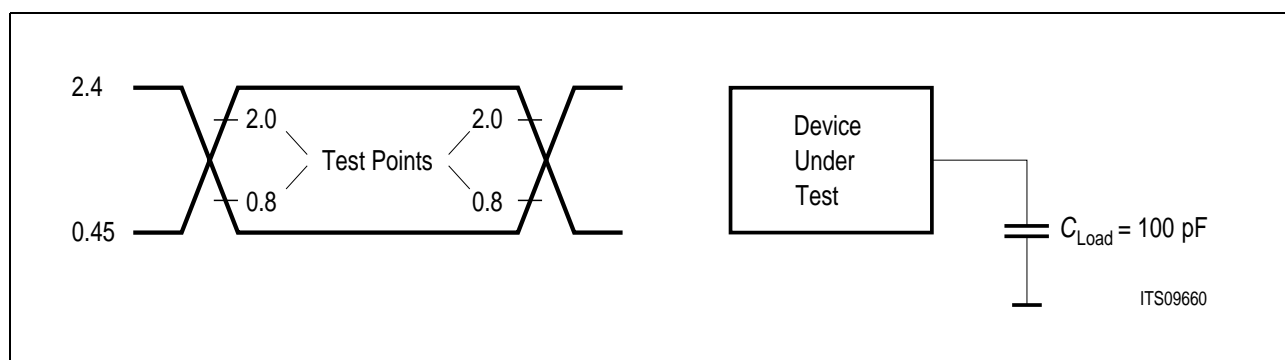 2.4
2.0
2.0
Test Points
0.8
0.8
0.45
Device
Under
Test
C_Load = 100 pF
ITS09660